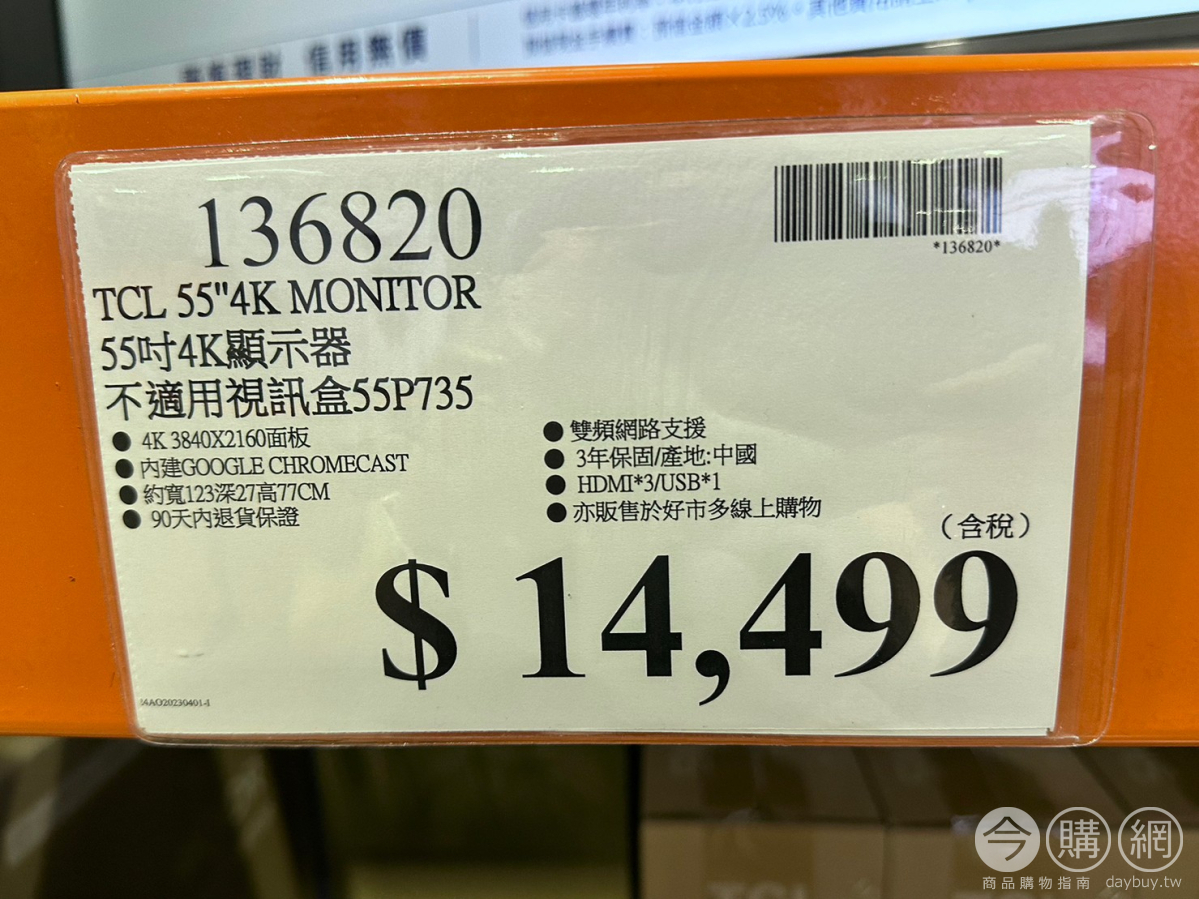 信用無價
136820
*136820*
TCL 55"4K MONITOR
55吋4K顯示器
不適用視訊盒55P735
● 4K 3840X2160面板
● 內建GOOGLE CHROMECAST
● 約寬123深27高77CM
● 90天內退貨保證
● 雙頻網路支援
● 3年保固/產地:中國
● HDMI*3/USB*1
● 亦販售於好市多線上購物
（含稅）
$ 14,499
今購網
商品購物指南 daybuy.tw